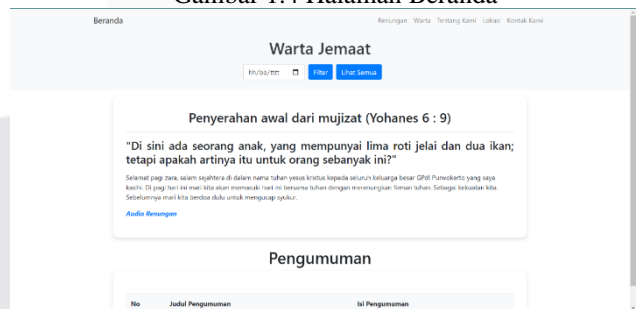 Gambar 1.4 Halaman Beranda
Beranda
Renungan Warta Tentang Kami Lokasi Kontak Kami
Warta Jemaat
hh/bb/tttt Filter Lihat Semua
Penyerahan awal dari mujizat (Yohanes 6 : 9)
"Di sini ada seorang anak, yang mempunyai lima roti jelai dan dua ikan;
tetapi apakah artinya itu untuk orang sebanyak ini?"
Selamat pagi zara, salam sejahtera di dalam nama tuhan yesus kristus kepada seluruh keluarga besar GPdI Purwokerto yang saya
kasihi. Di pagi hari ini mari kita akan memasuki hari ini bersama tuhan dengan merenungkan firman tuhan. Sebagai kekuatan kita.
Sebelumnya mari kita berdoa dulu untuk mengucap syukur.
Audio Renungan
Pengumuman
No Judul Pengumuman Isi Pengumuman